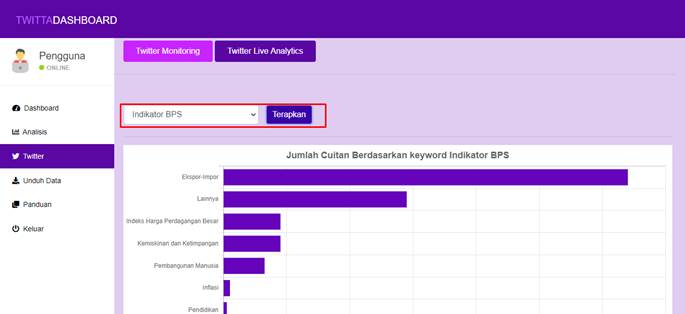 TWITTADASHBOARD
Pengguna
ONLINE
Dashboard
Analisis
Twitter
Unduh Data
Panduan
Keluar
Twitter Monitoring
Twitter Live Analytics
Indikator BPS
Terapkan
Jumlah Cuitan Berdasarkan keyword Indikator BPS
Ekspor-Impor
Lainnya
Indeks Harga Perdagangan Besar
Kemiskinan dan Ketimpangan
Pembangunan Manusia
Inflasi
Pendidikan